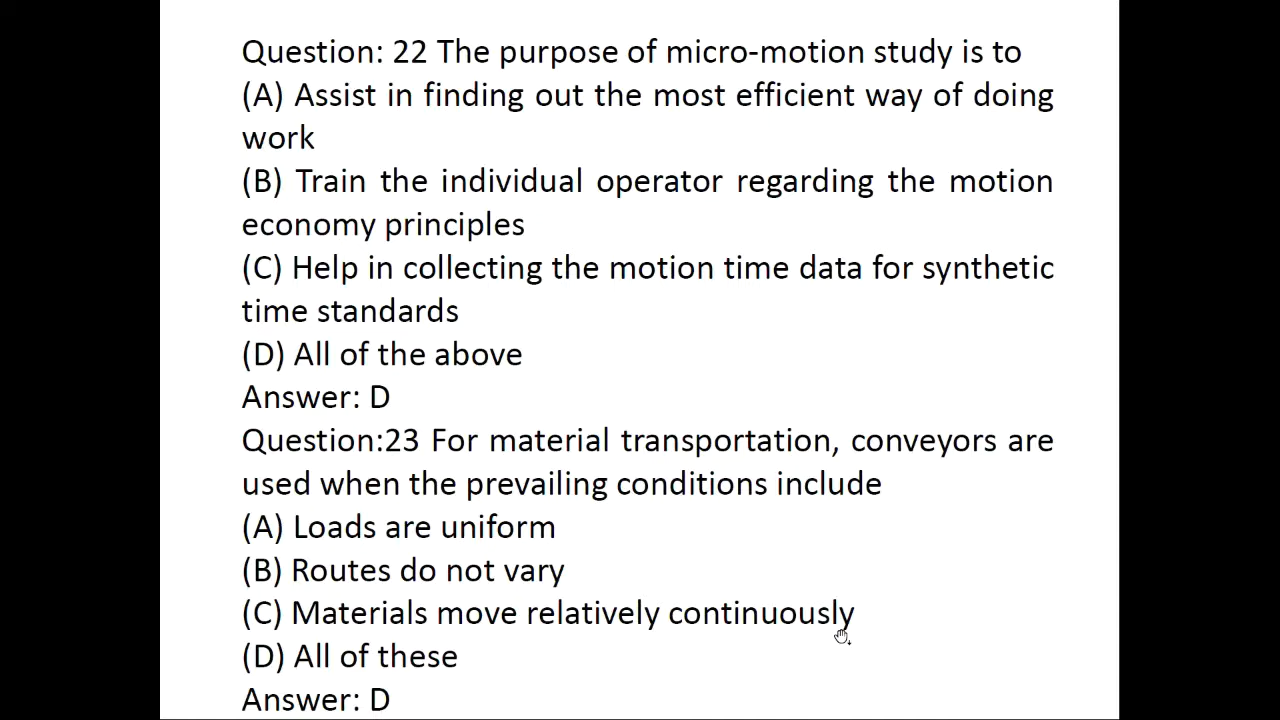 Question: 22 The purpose of micro-motion study is to
(A) Assist in finding out the most efficient way of doing
work
(B) Train the individual operator regarding the motion
economy principles
(C) Help in collecting the motion time data for synthetic
time standards
(D) All of the above
Answer: D
Question:23 For material transportation, conveyors are
used when the prevailing conditions include
(A) Loads are uniform
(B) Routes do not vary
(C) Materials move relatively continuously
(D) All of these
Answer: D